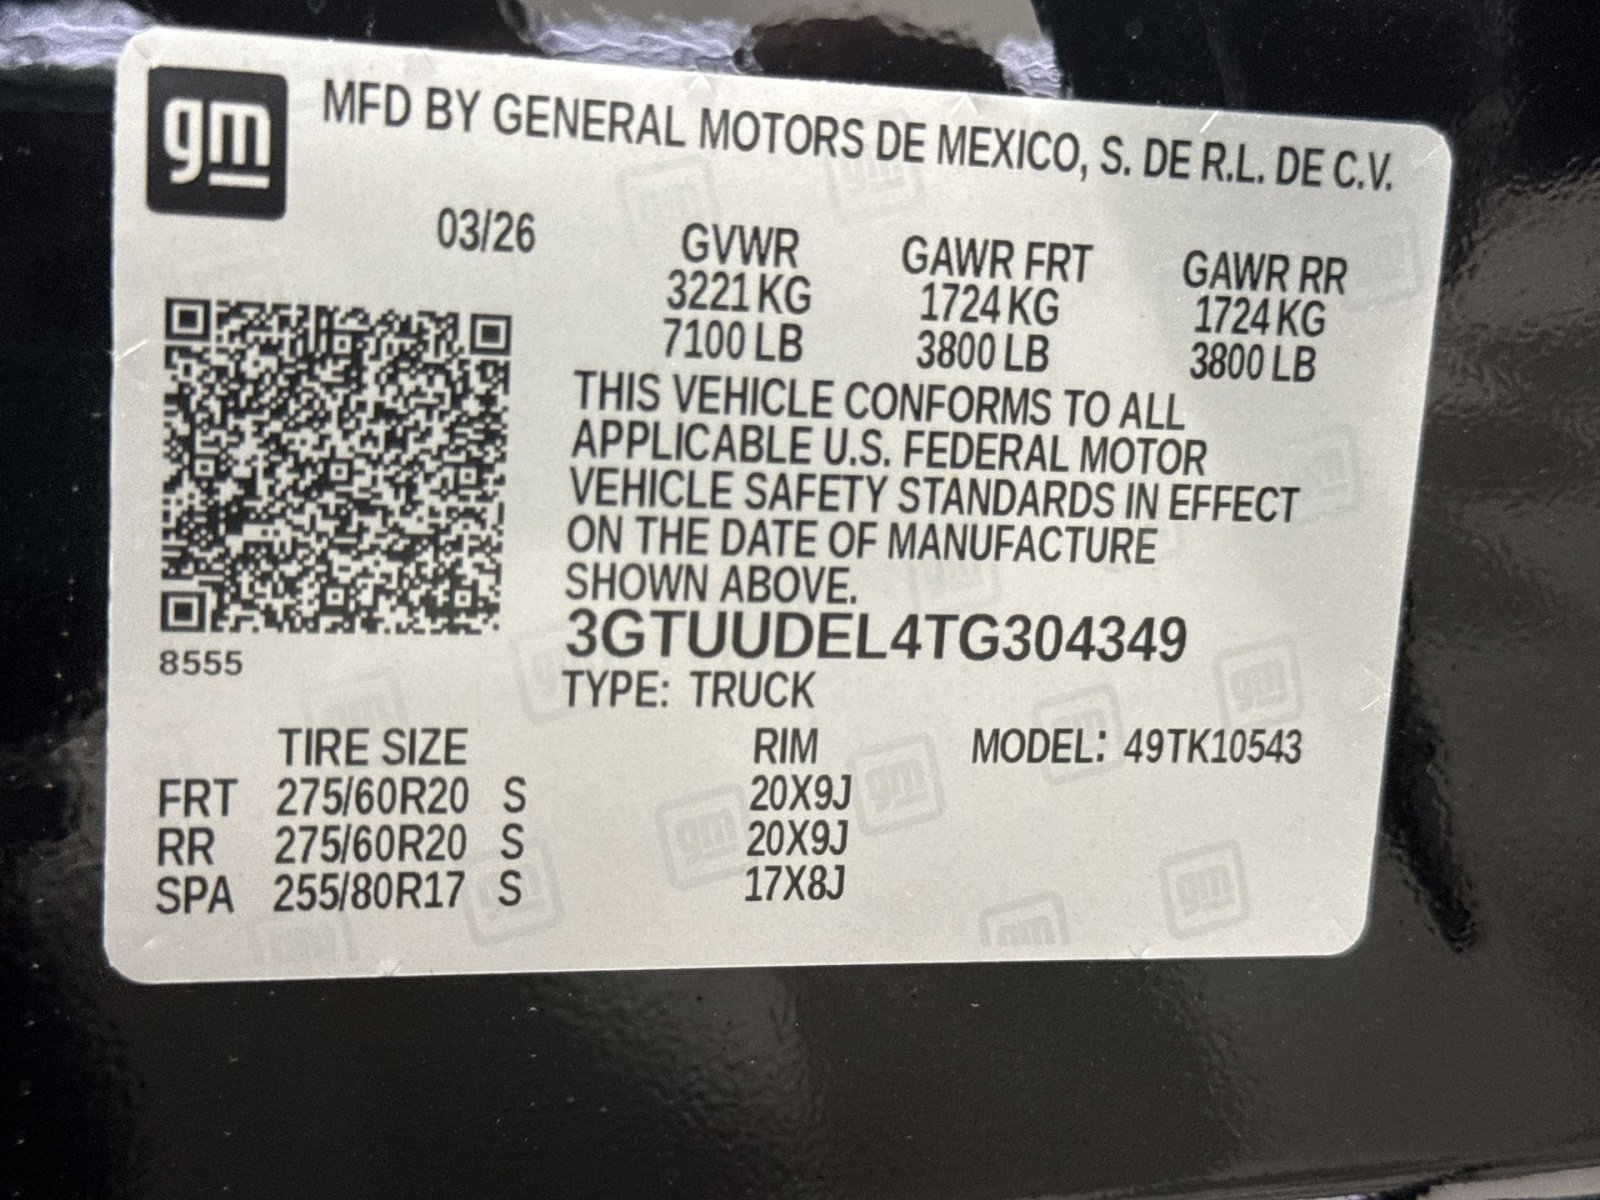 gm
MFD BY GENERAL MOTORS DE MEXICO, S. DE R.L. DE C.V.
03/26
GVWR GAWR FRT GAWR RR
3221 KG 1724 KG 1724 KG
7100 LB 3800 LB 3800 LB
THIS VEHICLE CONFORMS TO ALL
APPLICABLE U.S. FEDERAL MOTOR
VEHICLE SAFETY STANDARDS IN EFFECT
ON THE DATE OF MANUFACTURE
SHOWN ABOVE.
3GTUUDEL4TG304349
8555
TYPE: TRUCK
TIRE SIZE RIM MODEL: 49TK10543
FRT 275/60R20 S 20X9J
RR 275/60R20 S 20X9J
SPA 255/80R17 S 17X8J